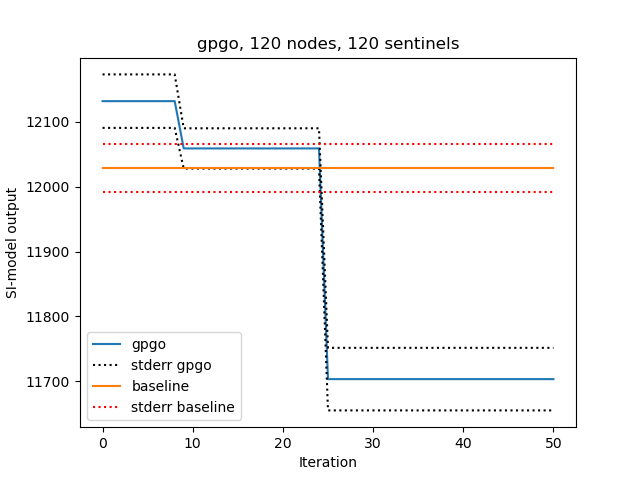 gpgo, 120 nodes, 120 sentinels
12100
12000
11900
11800
11700
SI-model output
gpgo
stderr gpgo
baseline
stderr baseline
0 10 20 30 40 50
Iteration